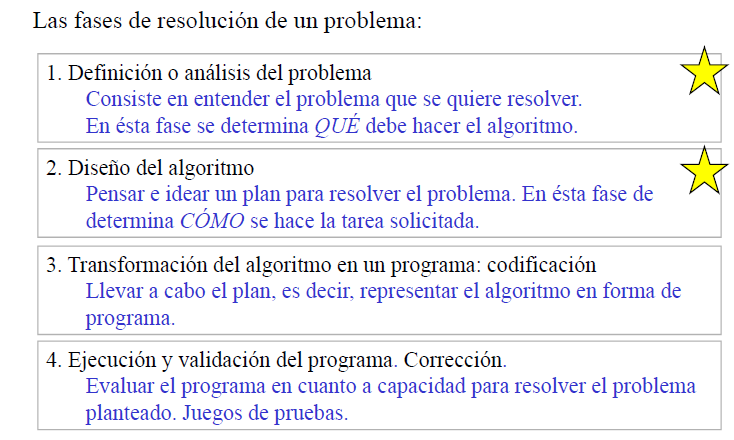 Las fases de resolución de un problema:
1. Definición o análisis del problema
Consiste en entender el problema que se quiere resolver.
En ésta fase se determina QUÉ debe hacer el algoritmo.
2. Diseño del algoritmo
Pensar e idear un plan para resolver el problema. En ésta fase de
determina CÓMO se hace la tarea solicitada.
3. Transformación del algoritmo en un programa: codificación
Llevar a cabo el plan, es decir, representar el algoritmo en forma de
programa.
4. Ejecución y validación del programa. Corrección.
Evaluar el programa en cuanto a capacidad para resolver el problema
planteado. Juegos de pruebas.